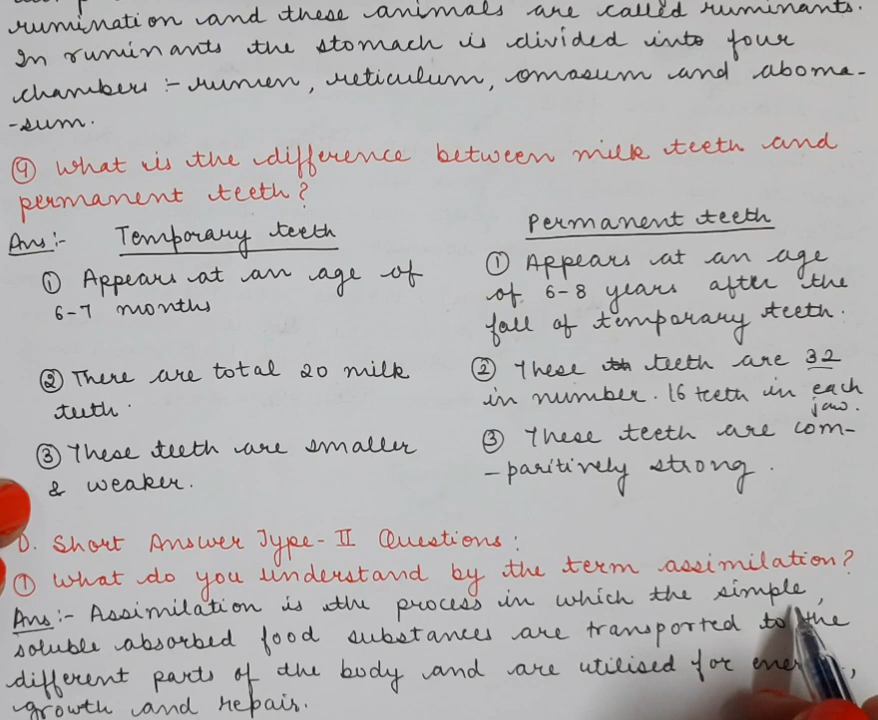 rumination and these animals are called ruminants.
In ruminants the stomach is divided into four
chambers :- rumen, reticulum, omasum and aboma-
-sum.
④ What is the difference between milk teeth and
permanent teeth?
Ans:- Temporary teeth
① Appears at an age of
6-7 months
② There are total 20 milk
teeth.
③ These teeth are smaller
& weaker.
Permanent teeth
① Appears at an age
of 6-8 years after the
fall of temporary teeth.
② These teeth are 32
in number. 16 teeth in each
jaw.
③ These teeth are com-
-paritively strong.
D. Short Answer Type-II Questions:
① What do you understand by the term assimilation?
Ans:- Assimilation is the process in which the simple,
soluble absorbed food substances are transported to the
different parts of the body and are utilised for
growth and repair.